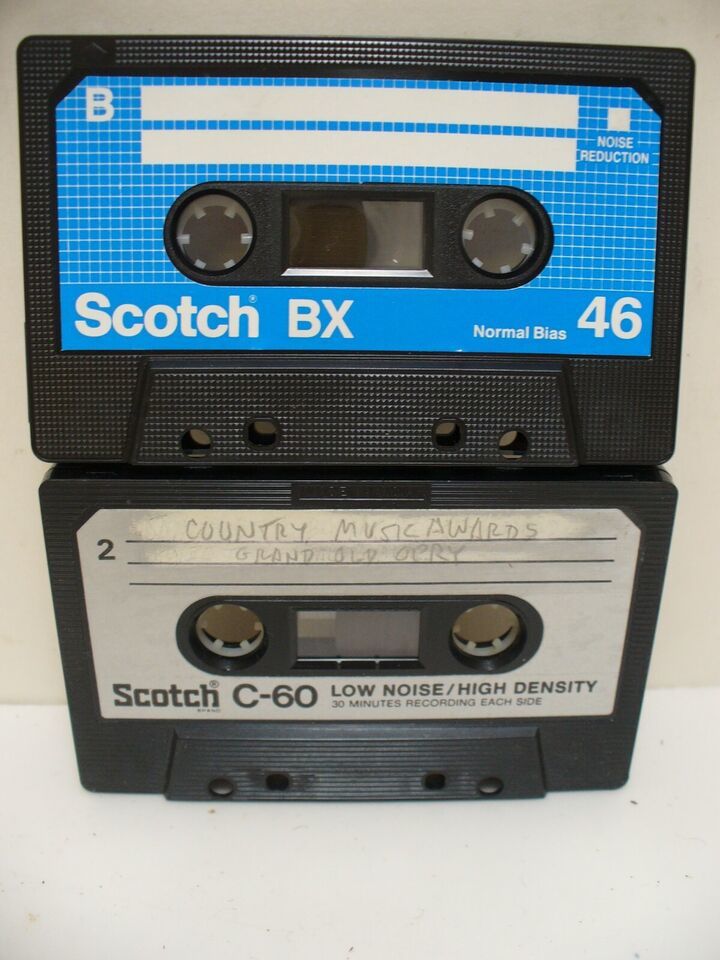 B
NOISE
REDUCTION
Scotch® BX Normal Bias 46
2
COUNTRY MUSIC AWARDS
GRAND OLD OPRY
Scotch® C-60 LOW NOISE/HIGH DENSITY
BRAND 30 MINUTES RECORDING EACH SIDE